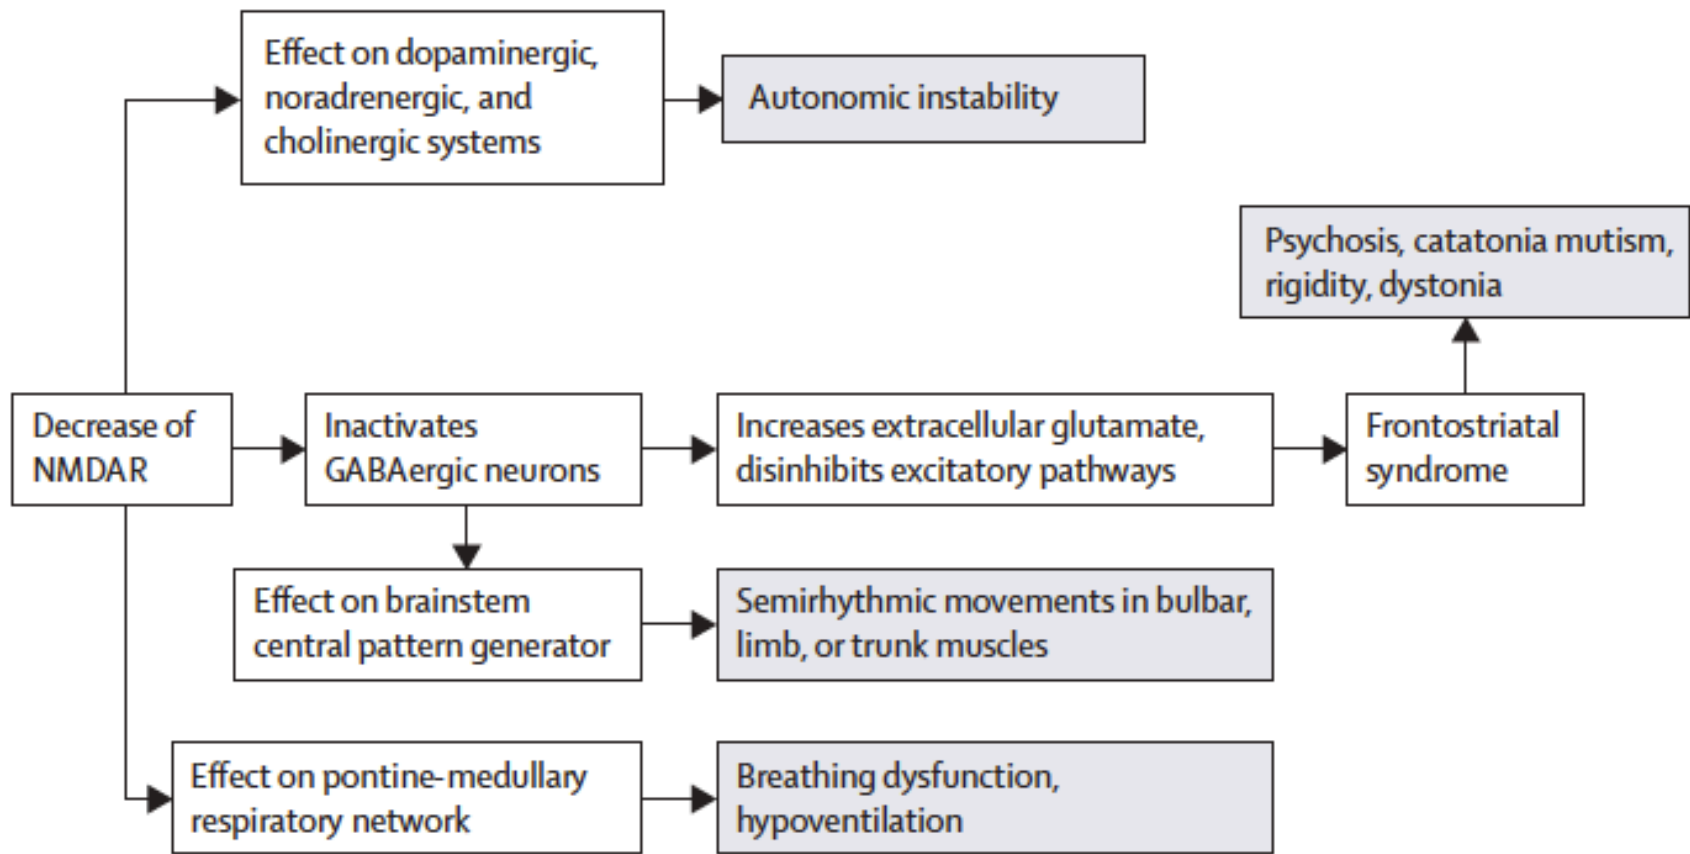 Effect on dopaminergic,
noradrenergic, and
cholinergic systems
Autonomic instability
Psychosis, catatonia mutism,
rigidity, dystonia
Decrease of
NMDAR
Inactivates
GABAergic neurons
Increases extracellular glutamate,
disinhibits excitatory pathways
Frontostriatal
syndrome
Effect on brainstem
central pattern generator
Semirhythmic movements in bulbar,
limb, or trunk muscles
Effect on pontine-medullary
respiratory network
Breathing dysfunction,
hypoventilation